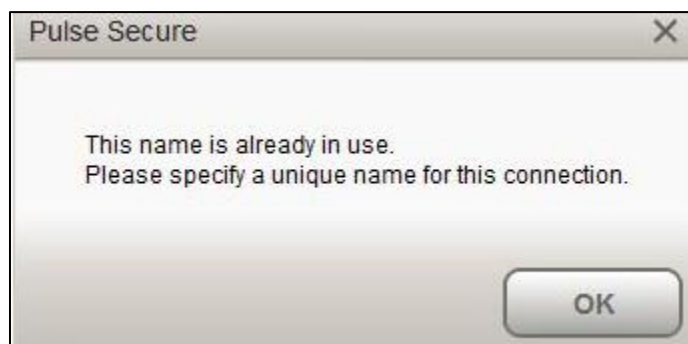 Pulse Secure
This name is already in use.
Please specify a unique name for this connection.
OK